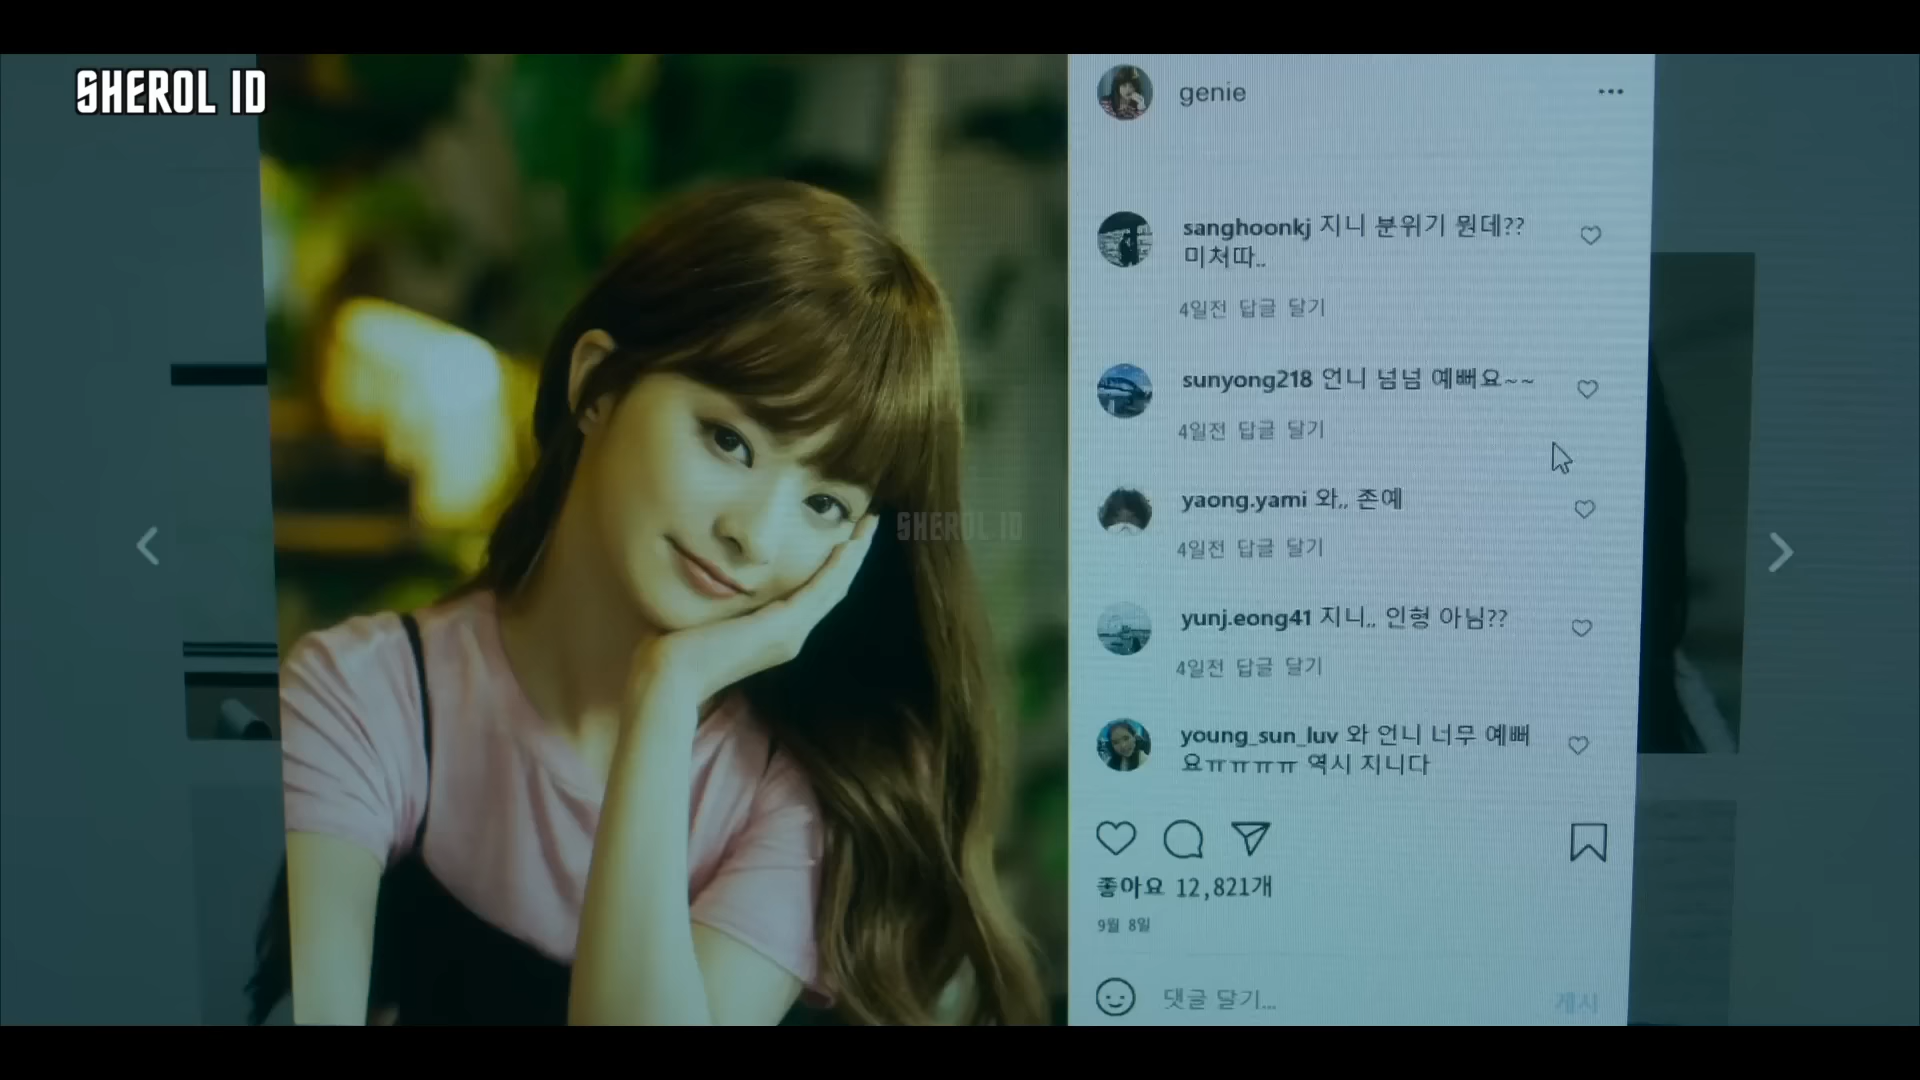 SHEROL ID
genie
sanghoonkj 지니 분위기 뭔데??
미처따..
4일전 답글 달기
sunyong218 언니 넘넘 예뻐요~~
4일전 답글 달기
SHEROL ID
yaong.yami 와,, 존예
4일전 답글 달기
yunj.eong41 지니,, 인형 아님??
4일전 답글 달기
young_sun_luv 와 언니 너무 예뻐
요ㅠㅠㅠㅠ 역시 지니다
좋아요 12,821개
9월 8일
댓글 달기...
게시